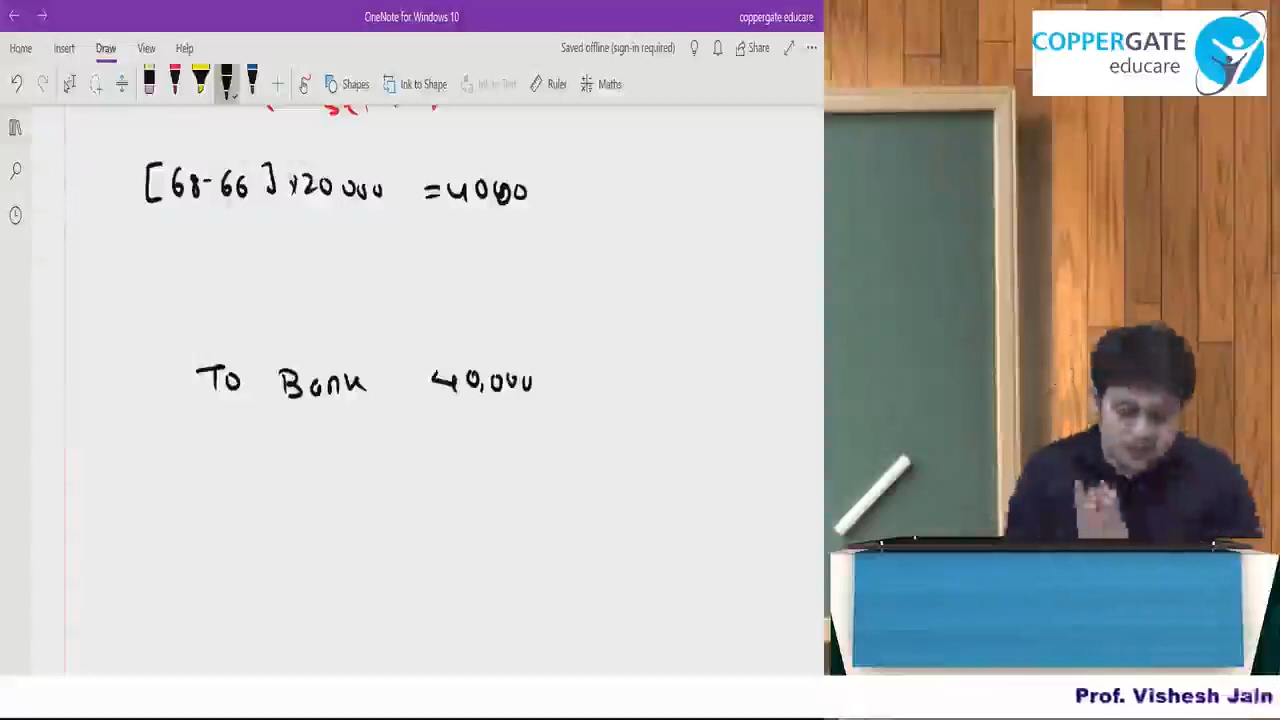 OneNote for Windows 10
coppergate educare
Home Insert Draw View Help
Saved offline (sign-in required)
Share
Shapes
Ink to Shape
Ink to Text
Ruler
Maths
COPPERGATE
educare
[68-66] x20000 =4000
To Bank 40,000
Prof. Vishesh Jain